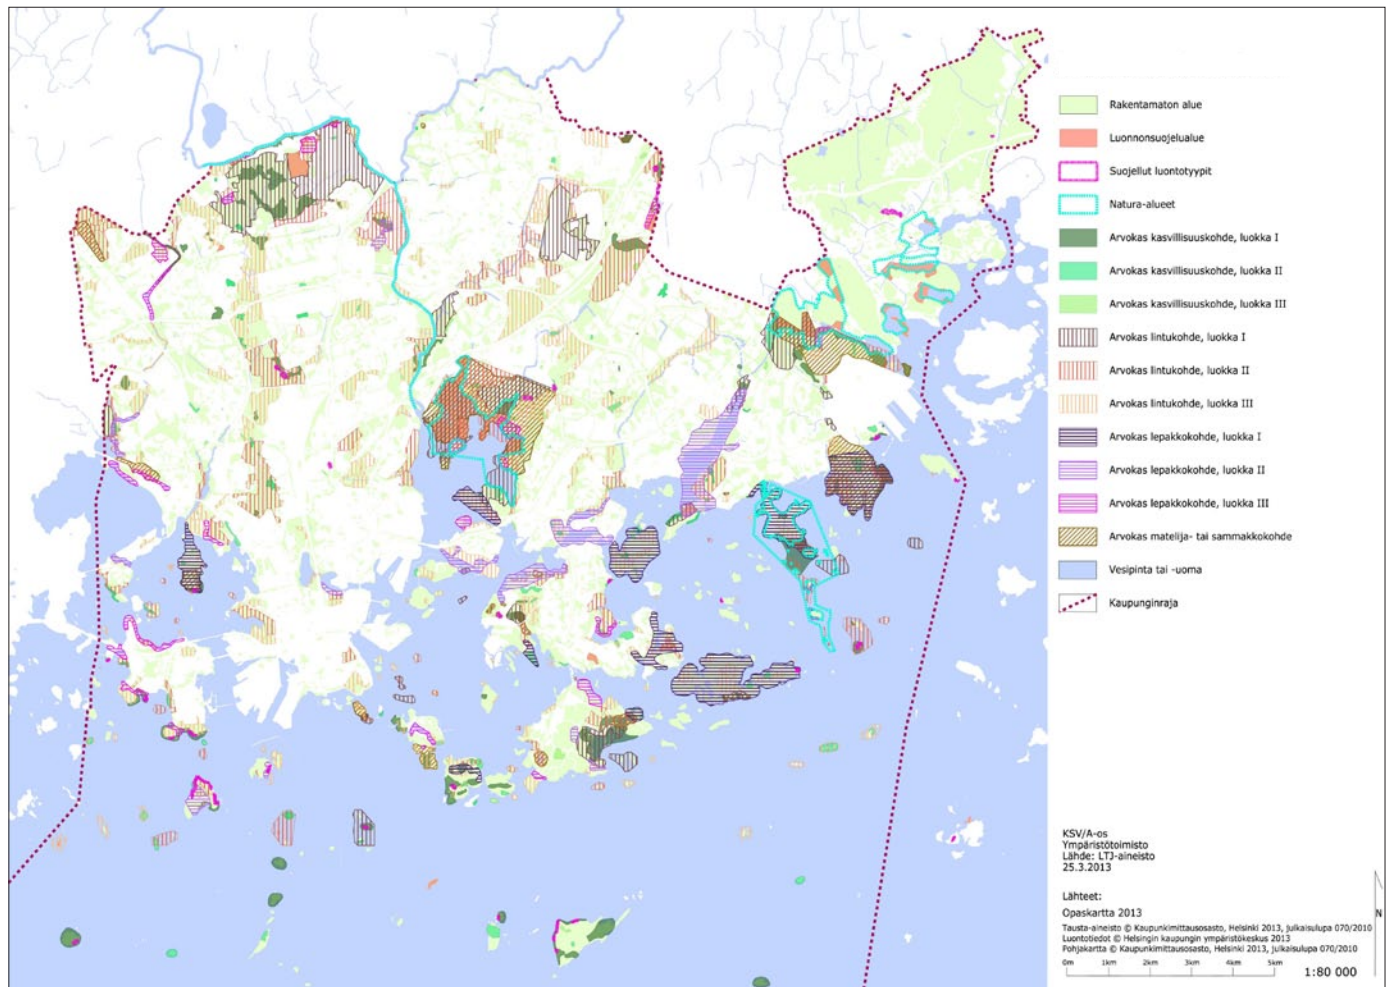 Rakentamaton alue
Luonnonsuojelualue
Suojellut luontotyypit
Natura-alueet
Arvokas kasvillisuuskohde, luokka I
Arvokas kasvillisuuskohde, luokka II
Arvokas kasvillisuuskohde, luokka III
Arvokas lintukohde, luokka I
Arvokas lintukohde, luokka II
Arvokas lintukohde, luokka III
Arvokas lepakkokohde, luokka I
Arvokas lepakkokohde, luokka II
Arvokas lepakkokohde, luokka III
Arvokas matelija- tai sammakkokohde
Vesipinta tai -uoma
Kaupunginraja
KSV/A-os
Ympäristötoimisto
Lähde: LTJ-aineisto
25.3.2013
Lähteet:
Opaskartta 2013
Tausta-aineisto © Kaupunkimittausosasto, Helsinki 2013, julkaisulupa 070/2010
Luontotiedot © Helsingin kaupungin ympäristökeskus 2013
Pohjakartta © Kaupunkimittausosasto, Helsinki 2013, julkaisulupa 070/2010
0m 1km 2km 3km 4km 5km
1:80 000
N